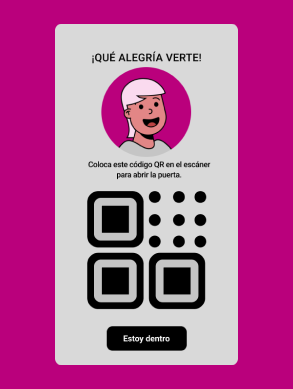 ¡QUÉ ALEGRÍA VERTE!
Coloca este código QR en el escáner
para abrir la puerta.
Estoy dentro